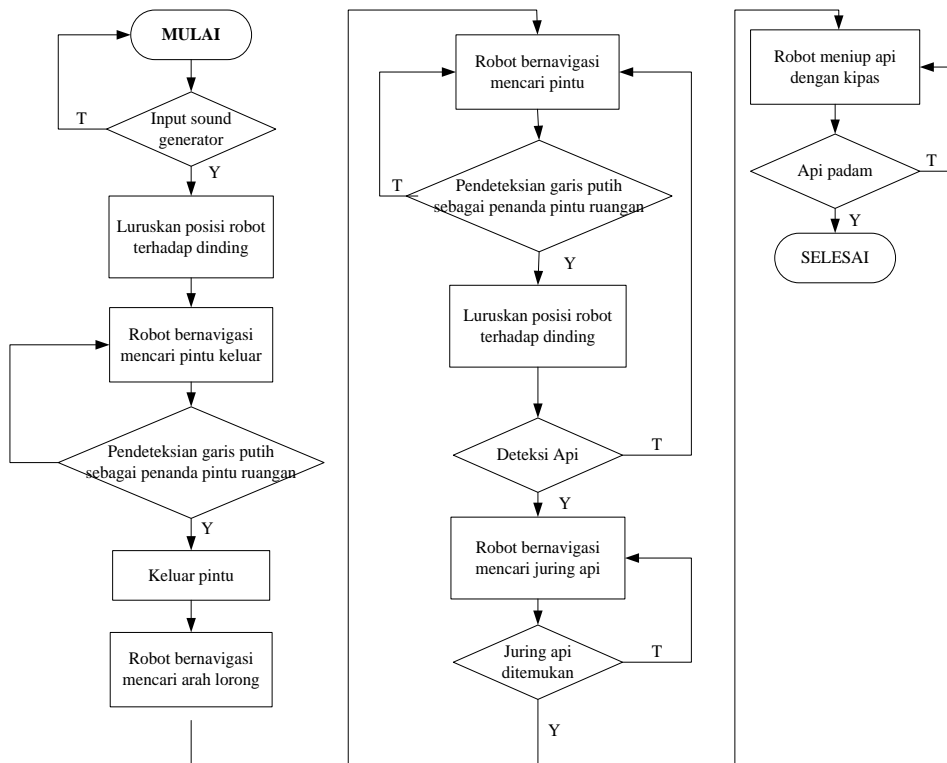 MULAI
T
Input sound
generator
Y
Luruskan posisi robot
terhadap dinding
Robot bernavigasi
mencari pintu keluar
Pendeteksian garis putih
sebagai penanda pintu ruangan
Y
Keluar pintu
Robot bernavigasi
mencari arah lorong
Robot bernavigasi
mencari pintu
T
Pendeteksian garis putih
sebagai penanda pintu ruangan
Y
Luruskan posisi robot
terhadap dinding
Deteksi Api
T
Y
Robot bernavigasi
mencari juring api
Juring api
ditemukan
T
Y
Robot meniup api
dengan kipas
Api padam
T
Y
SELESAI